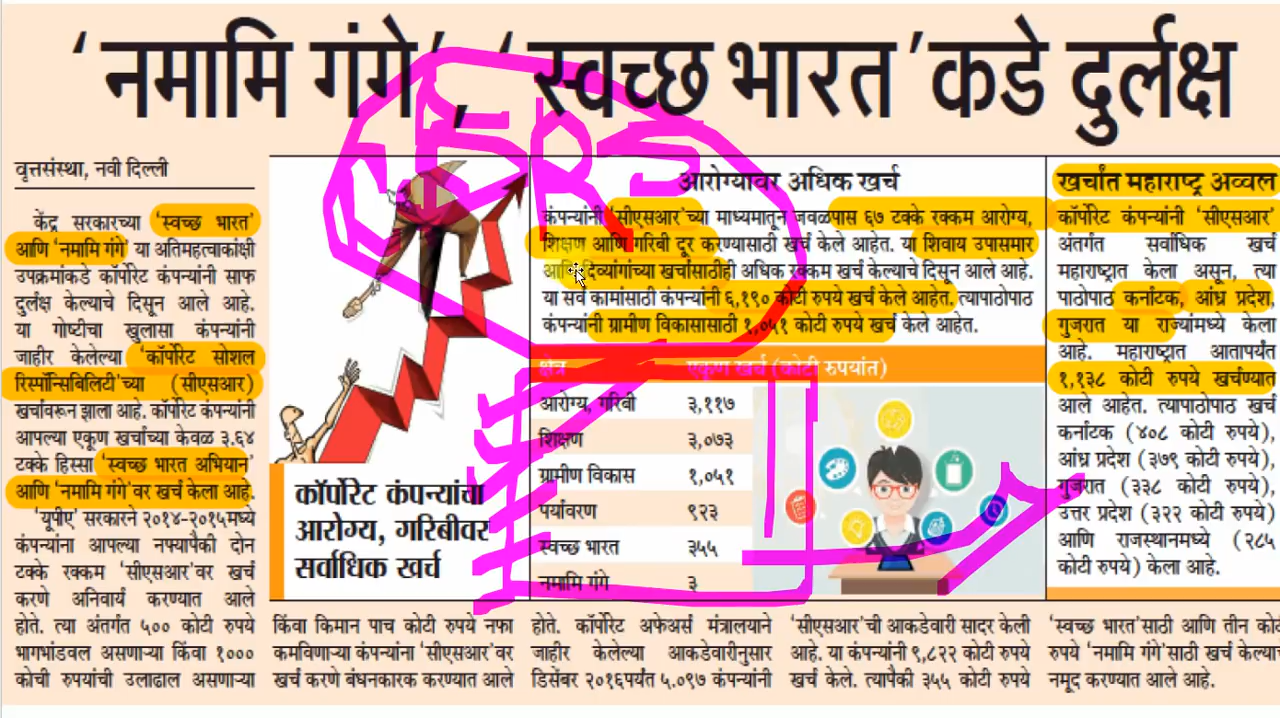 ‘नमामि गंगे’, ‘स्वच्छ भारत’कडे दुर्लक्ष
वृत्तसंस्था, नवी दिल्ली
केंद्र सरकारच्या ‘स्वच्छ भारत’
आणि ‘नमामि गंगे’ या अतिमहत्वाकांक्षी
उपक्रमांकडे कॉर्पोरेट कंपन्यांनी साफ
दुर्लक्ष केल्याचे दिसून आले आहे.
या गोष्टीचा खुलासा कंपन्यांनी
जाहीर केलेल्या ‘कॉर्पोरेट सोशल
रिस्पॉन्सिबिलिटी’च्या (सीएसआर)
खर्चावरून झाला आहे. कॉर्पोरेट कंपन्यांनी
आपल्या एकूण खर्चाच्या केवळ ३.६४
टक्के हिस्सा ‘स्वच्छ भारत अभियान’
आणि ‘नमामि गंगे’वर खर्च केला आहे.
‘यूपीए’ सरकारने २०१४-२०१५मध्ये
कंपन्यांना आपल्या नफ्यापैकी दोन
टक्के रक्कम ‘सीएसआर’वर खर्च
करणे अनिवार्य करण्यात आले
होते. त्या अंतर्गत ५०० कोटी रुपये
भागभांडवल असणाऱ्या किंवा १०००
कोची रुपयांची उलाढाल असणाऱ्या
CSR
कॉर्पोरेट कंपन्यांचा
आरोग्य, गरिबीवर
सर्वाधिक खर्च
आरोग्यावर अधिक खर्च
कंपन्यांनी ‘सीएसआर’च्या माध्यमातून जवळपास ६७ टक्के रक्कम आरोग्य,
शिक्षण आणि गरिबी दूर करण्यासाठी खर्च केले आहेत. या शिवाय उपासमार
आणि दिव्यांगांच्या खर्चासाठीही अधिक रक्कम खर्च केल्याचे दिसून आले आहे.
या सर्व कामांसाठी कंपन्यांनी ६,१९० कोटी रुपये खर्च केले आहेत. त्यापाठोपाठ
कंपन्यांनी ग्रामीण विकासासाठी १,०५१ कोटी रुपये खर्च केले आहेत.
क्षेत्र एकूण खर्च (कोटी रुपयांत)
आरोग्य, गरिबी ३,११७
शिक्षण ३,०७३
ग्रामीण विकास १,०५१
पर्यावरण ९२३
स्वच्छ भारत ३५५
नमामि गंगे ३
खर्चात महाराष्ट्र अव्वल
कॉर्पोरेट कंपन्यांनी ‘सीएसआर’
अंतर्गत सर्वाधिक खर्च
महाराष्ट्रात केला असून, त्या
पाठोपाठ कर्नाटक, आंध्र प्रदेश,
गुजरात या राज्यांमध्ये केला
आहे. महाराष्ट्रात आतापर्यंत
१,१३८ कोटी रुपये खर्चण्यात
आले आहेत. त्यापाठोपाठ खर्च
कर्नाटक (४०८ कोटी रुपये),
आंध्र प्रदेश (३७९ कोटी रुपये),
गुजरात (३३८ कोटी रुपये),
उत्तर प्रदेश (३२२ कोटी रुपये)
आणि राजस्थानमध्ये (२८५
कोटी रुपये) केला आहे.
किंवा किमान पाच कोटी रुपये नफा
कमविणाऱ्या कंपन्यांना ‘सीएसआर’वर
खर्च करणे बंधनकारक करण्यात आले
होते. कॉर्पोरेट अफेअर्स मंत्रालयाने
जाहीर केलेल्या आकडेवारीनुसार
डिसेंबर २०१६पर्यंत ५.०९७ कंपन्यांनी
‘सीएसआर’ची आकडेवारी सादर केली
आहे. या कंपन्यांनी ९,८२२ कोटी रुपये
खर्च केले. त्यापैकी ३५५ कोटी रुपये
‘स्वच्छ भारत’साठी आणि तीन
रुपये ‘नमामि गंगे’साठी खर्च
नमूद करण्यात आले आहे.